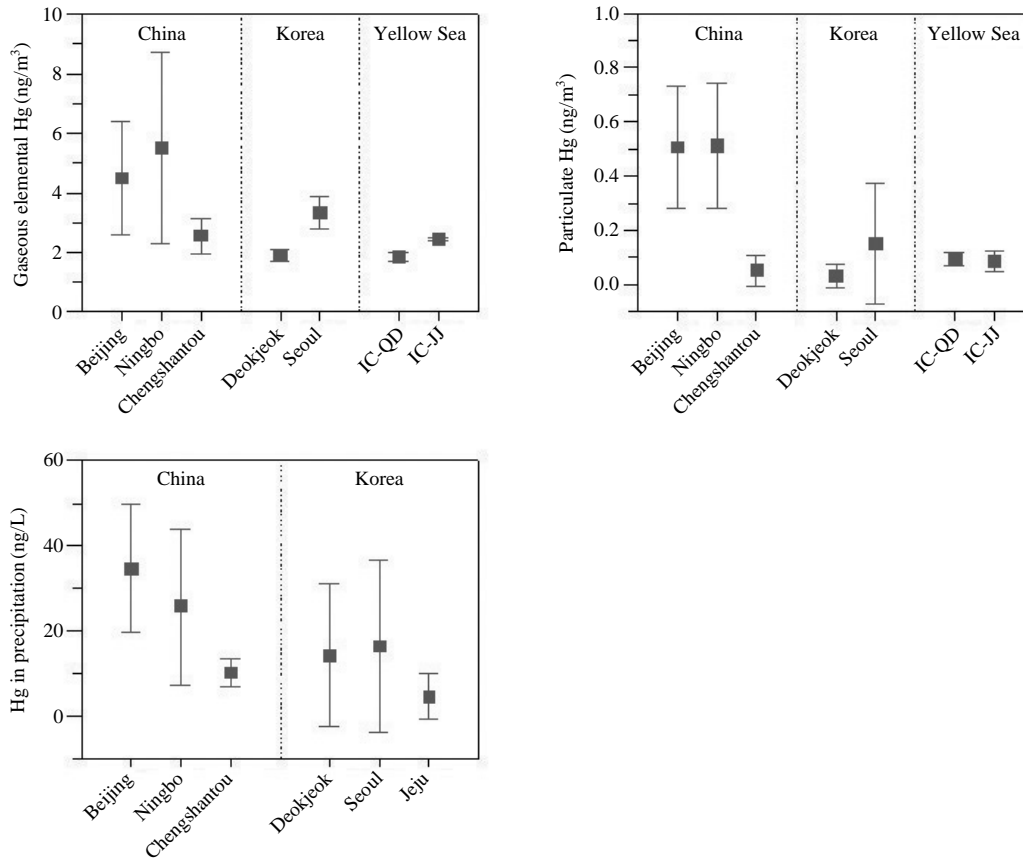 China
Korea
Yellow Sea
Gaseous elemental Hg (ng/m³)
10
8
6
4
2
0
Beijing
Ningbo
Chengshantou
Deokjeok
Seoul
IC-QD
IC-JJ
China
Korea
Yellow Sea
Particulate Hg (ng/m³)
1.0
0.8
0.6
0.4
0.2
0.0
Beijing
Ningbo
Chengshantou
Deokjeok
Seoul
IC-QD
IC-JJ
China
Korea
Hg in precipitation (ng/L)
60
40
20
0
Beijing
Ningbo
Chengshantou
Deokjeok
Seoul
Jeju